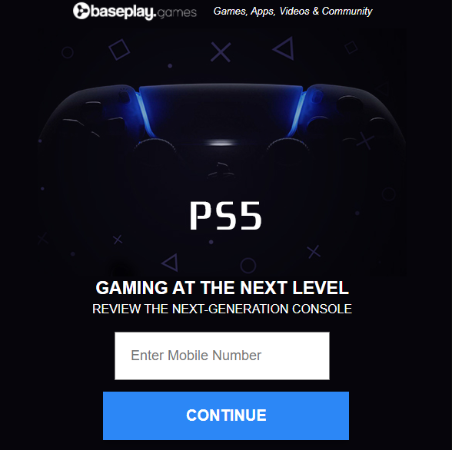 baseplay.games
Games, Apps, Videos & Community
PS5
GAMING AT THE NEXT LEVEL
REVIEW THE NEXT-GENERATION CONSOLE
Enter Mobile Number
CONTINUE